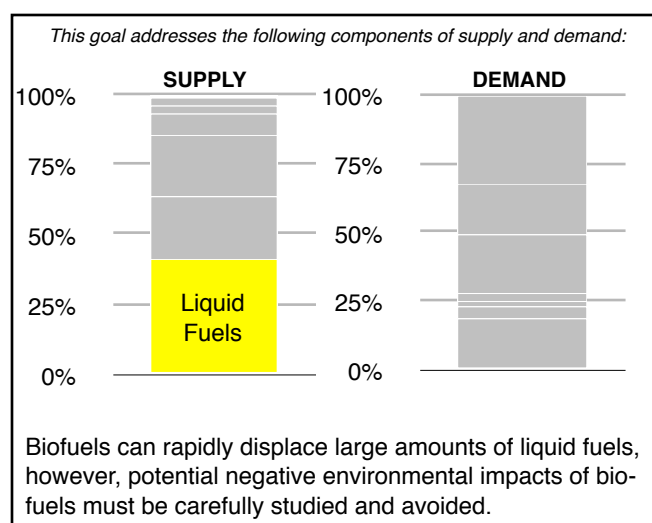 This goal addresses the following components of supply and demand:
SUPPLY
DEMAND
100%
75%
50%
25%
0%
Liquid
Fuels
100%
75%
50%
25%
0%
Biofuels can rapidly displace large amounts of liquid fuels,
however, potential negative environmental impacts of bio-
fuels must be carefully studied and avoided.